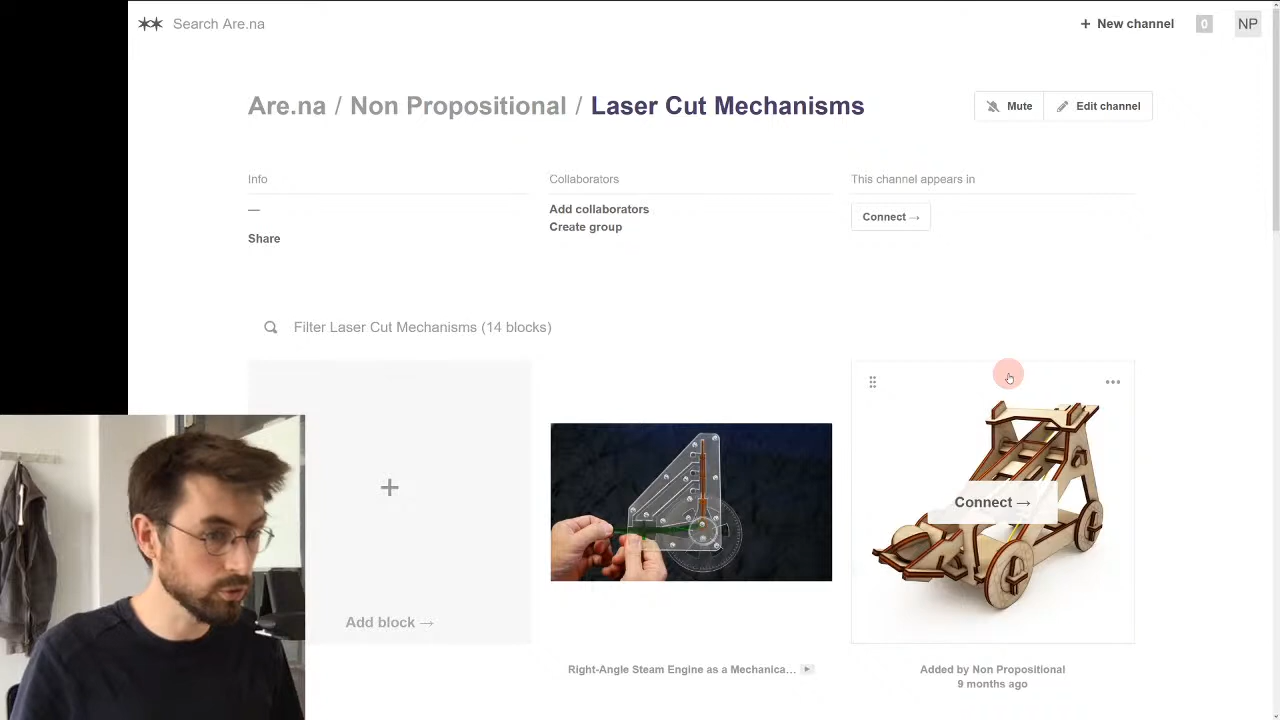 Search Are.na
+ New channel
0
NP
Are.na / Non Propositional / Laser Cut Mechanisms
Mute
Edit channel
Info
—
Share
Collaborators
Add collaborators
Create group
This channel appears in
Connect →
Filter Laser Cut Mechanisms (14 blocks)
+
Add block →
Right-Angle Steam Engine as a Mechanica...
Connect →
Added by Non Propositional
9 months ago